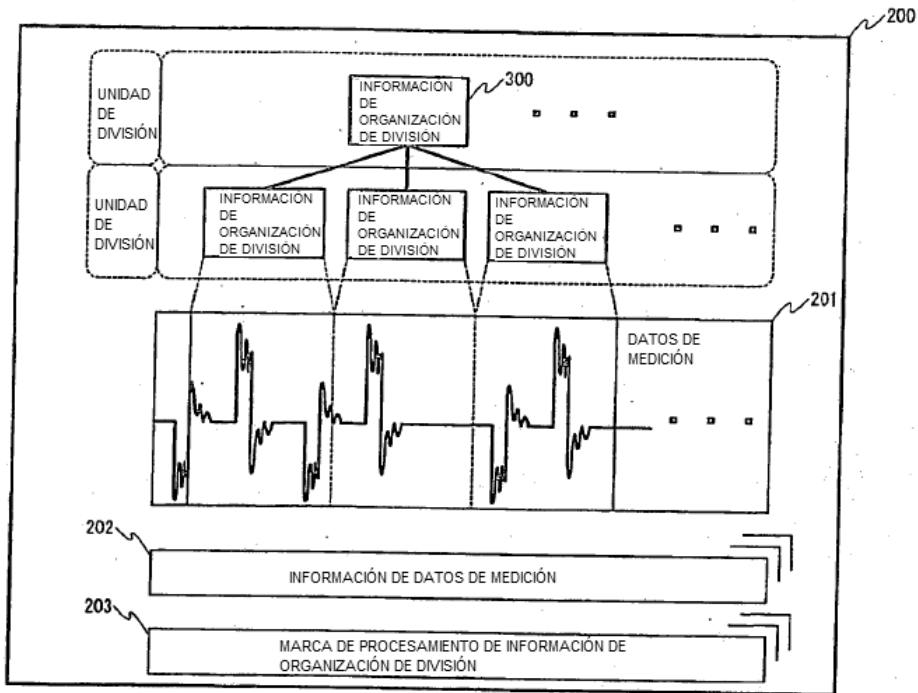 200
UNIDAD
DE
DIVISIÓN
INFORMACIÓN
DE
ORGANIZACIÓN
DE DIVISIÓN
300
UNIDAD
DE
DIVISIÓN
INFORMACIÓN
DE
ORGANIZACIÓN
DE DIVISIÓN
INFORMACIÓN
DE
ORGANIZACIÓN
DE DIVISIÓN
INFORMACIÓN
DE
ORGANIZACIÓN
DE DIVISIÓN
201
DATOS DE
MEDICIÓN
202
INFORMACIÓN DE DATOS DE MEDICIÓN
203
MARCA DE PROCESAMIENTO DE INFORMACIÓN DE
ORGANIZACIÓN DE DIVISIÓN